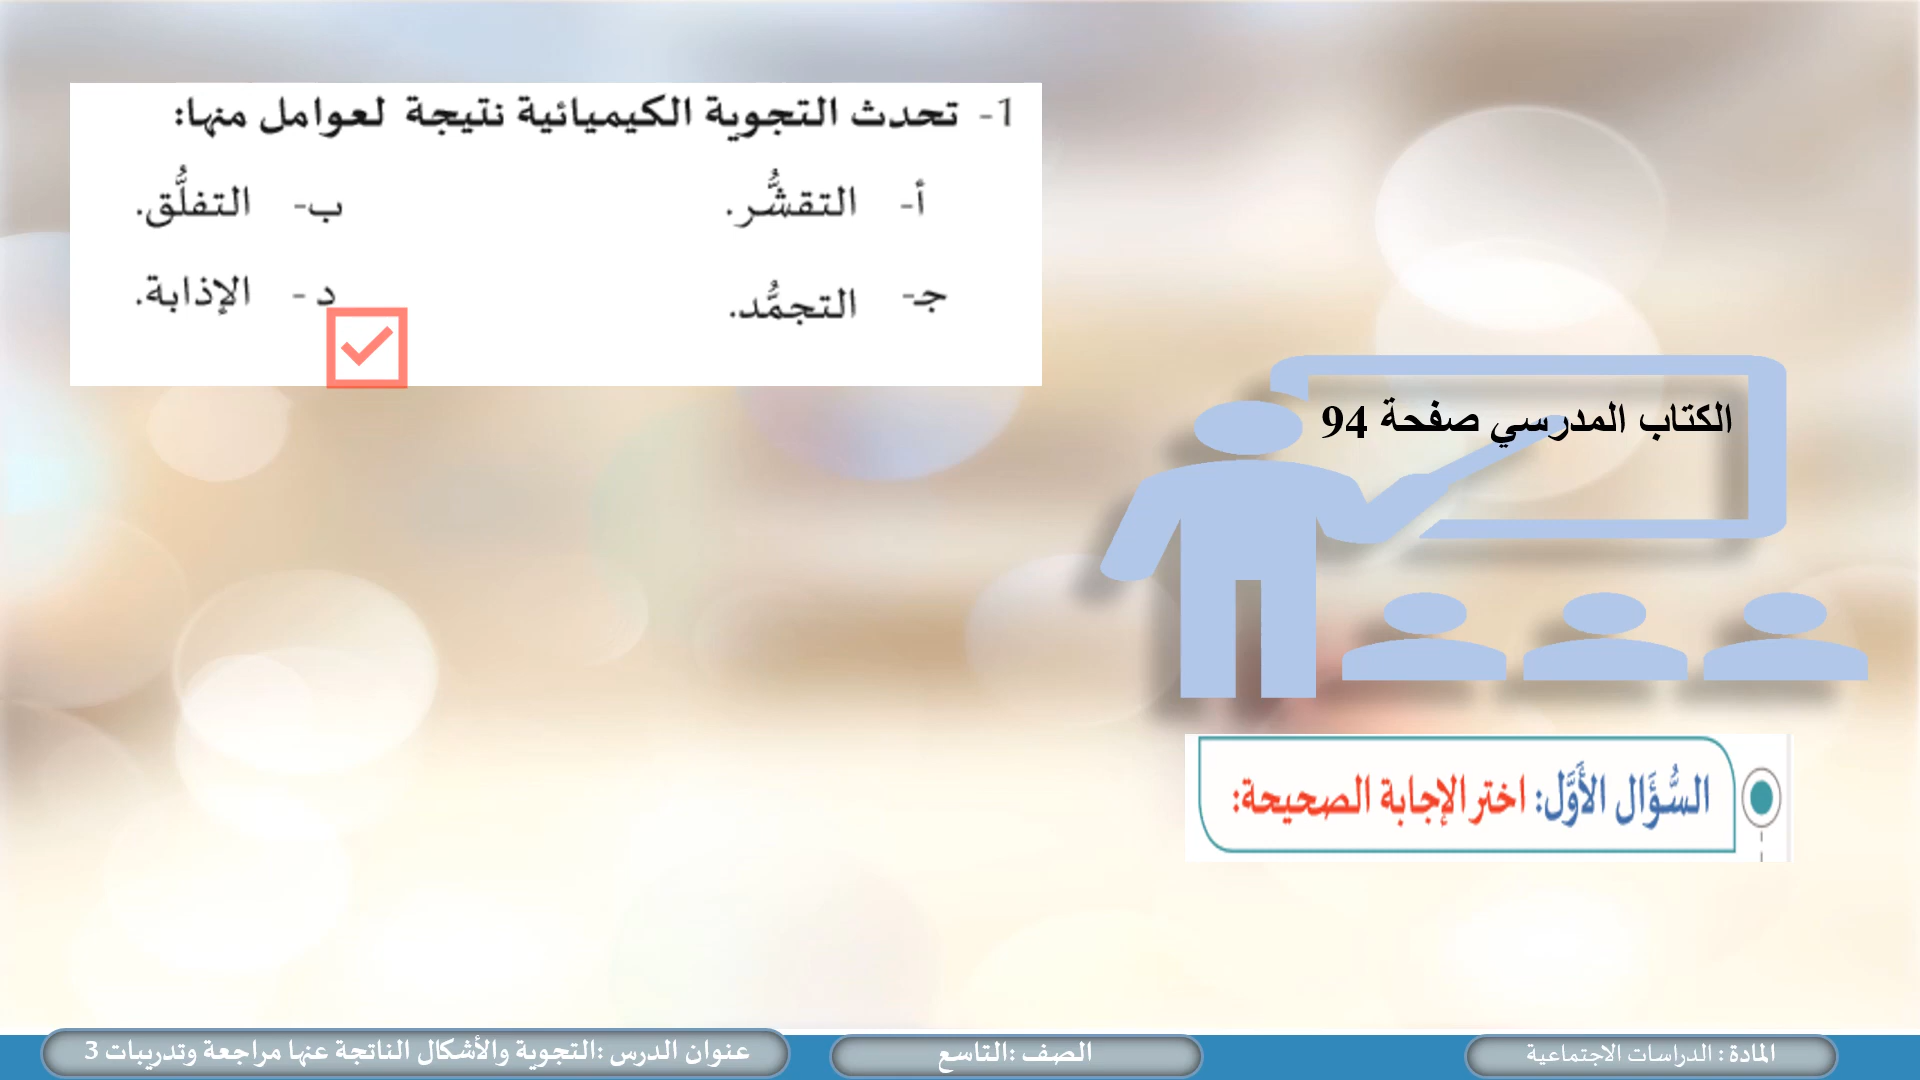 1- تحدث التجوية الكيميائية نتيجة لعوامل منها:
أ- التقشُّر.
ب- التفلُّق.
جـ- التجمُّد.
د - الإذابة.
الكتاب المدرسي صفحة 94
السُّؤَال الأَوَّل: اختر الإجابة الصحيحة:
المادة : الدراسات الاجتماعية
الصف :التاسع
عنوان الدرس :التجوية والأشكال الناتجة عنها مراجعة وتدريبات 3